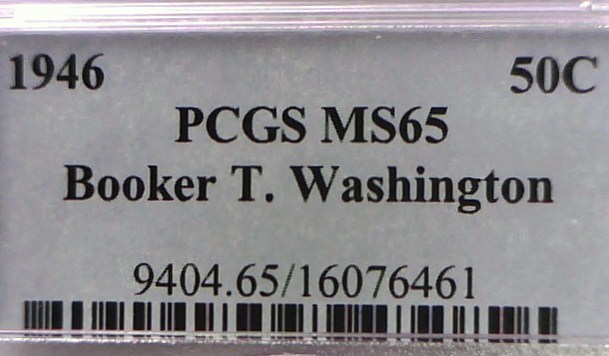 1946 50C
PCGS MS65
Booker T. Washington
9404.65/16076461